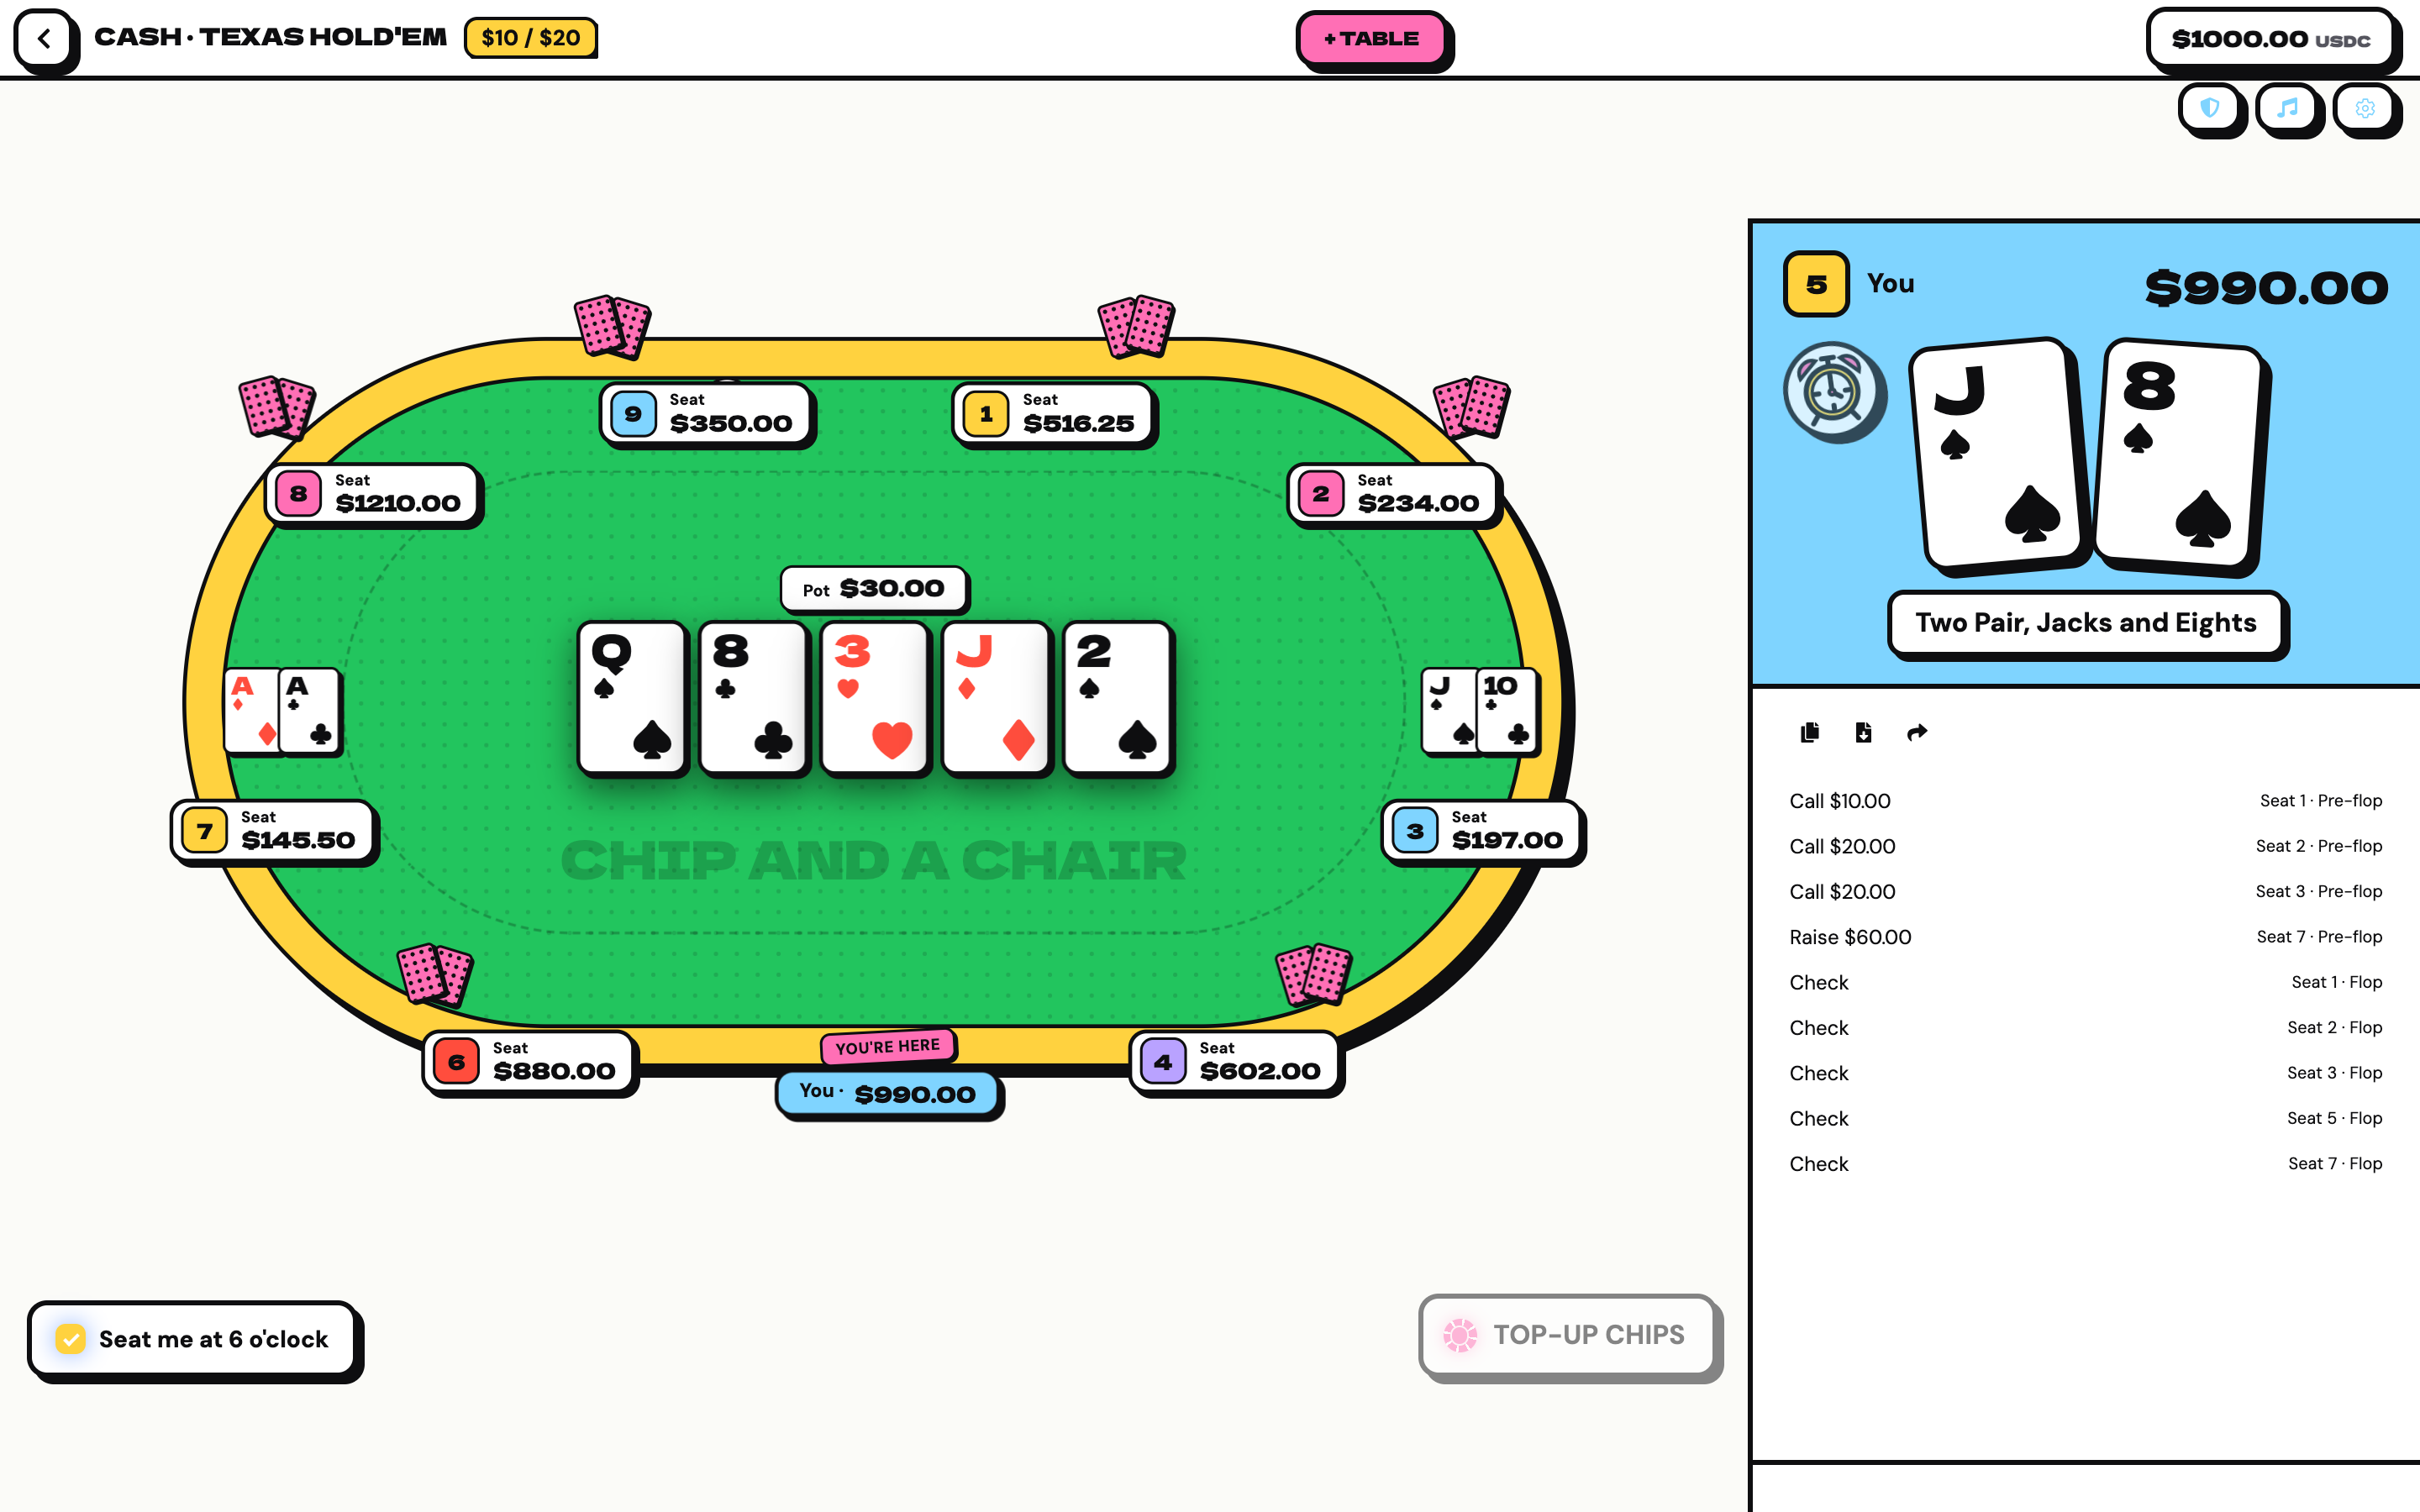 CASH · TEXAS HOLD'EM $10 / $20
+ TABLE
$1000.00 USDC
9 Seat $350.00
1 Seat $516.25
8 Seat $1210.00
2 Seat $234.00
Pot $30.00
Q 8 3 J 2
A A
J 10
7 Seat $145.50
3 Seat $197.00
CHIP AND A CHAIR
6 Seat $880.00
YOU'RE HERE
You · $990.00
4 Seat $602.00
Seat me at 6 o'clock
TOP-UP CHIPS
5 You $990.00
J 8
Two Pair, Jacks and Eights
Call $10.00 Seat 1 · Pre-flop
Call $20.00 Seat 2 · Pre-flop
Call $20.00 Seat 3 · Pre-flop
Raise $60.00 Seat 7 · Pre-flop
Check Seat 1 · Flop
Check Seat 2 · Flop
Check Seat 3 · Flop
Check Seat 5 · Flop
Check Seat 7 · Flop